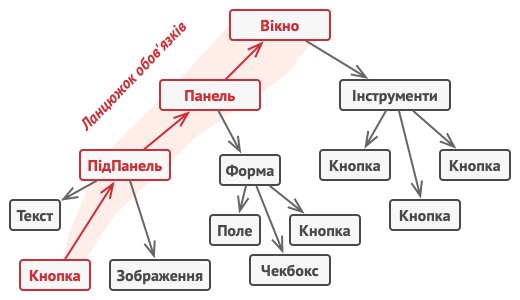 Вікно
Ланцюжок обов'язків
Панель
Інструменти
ПідПанель
Форма
Кнопка
Кнопка
Текст
Поле
Кнопка
Кнопка
Кнопка
Зображення
Чекбокс